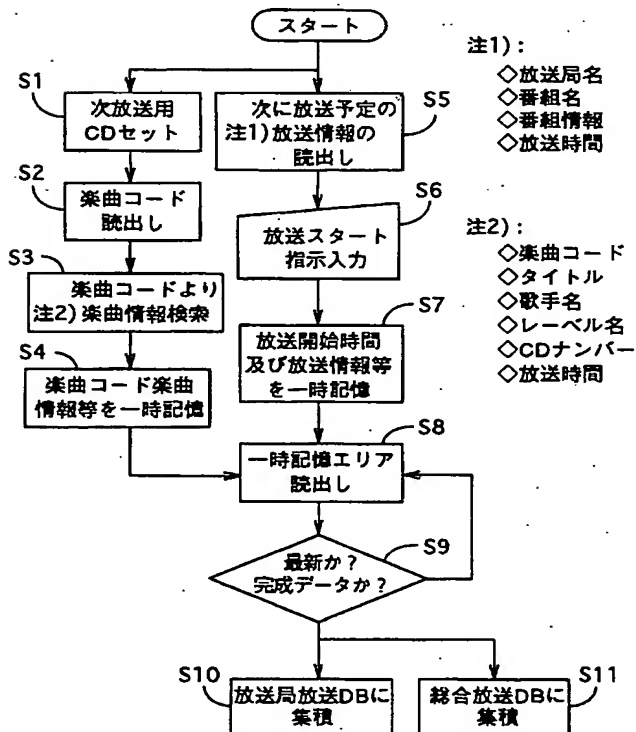 スタート
S1
次放送用
CDセット
S2
楽曲コード
読出し
S3
楽曲コードより
注2)楽曲情報検索
S4
楽曲コード楽曲
情報等を一時記憶
S5
次に放送予定の
注1)放送情報の
読出し
S6
放送スタート
指示入力
S7
放送開始時間
及び放送情報等
を一時記憶
S8
一時記憶エリア
読出し
S9
最新か?
完成データか?
S10
放送局放送DBに
集積
S11
総合放送DBに
集積
注1):
◇放送局名
◇番組名
◇番組情報
◇放送時間
注2):
◇楽曲コード
◇タイトル
◇歌手名
◇レーベル名
◇CDナンバー
◇放送時間